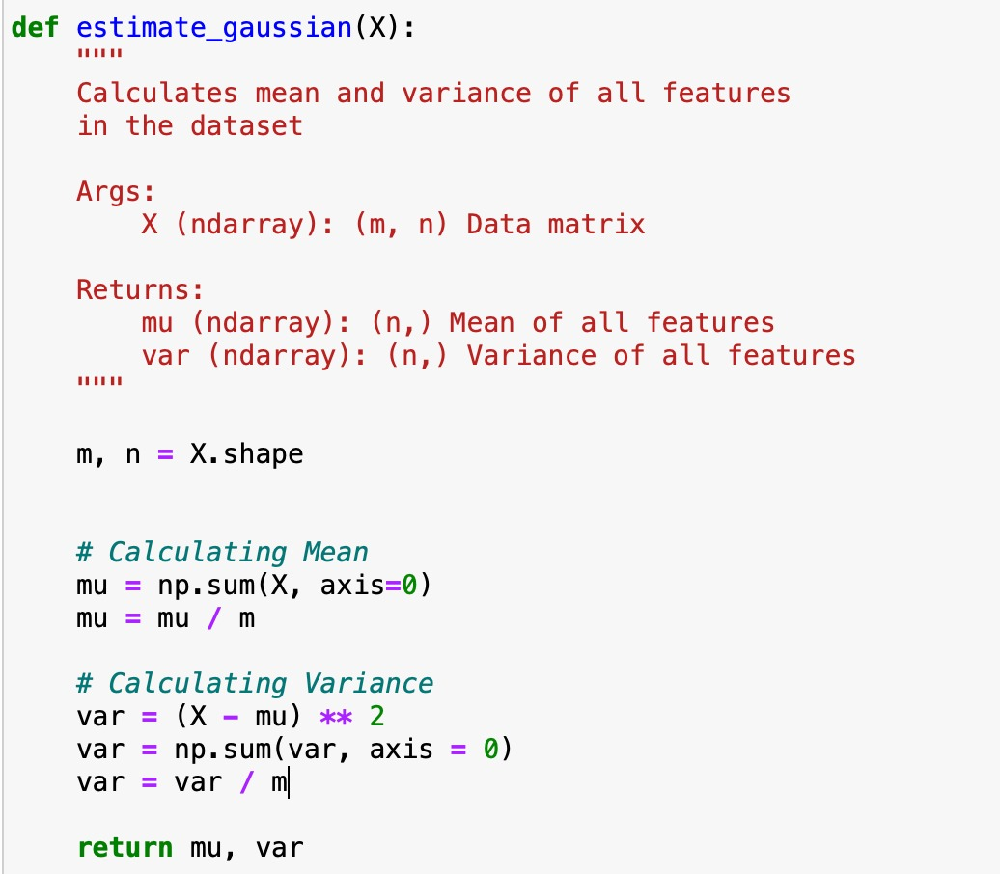 def estimate_gaussian(X):
    """
    Calculates mean and variance of all features
    in the dataset

    Args:
        X (ndarray): (m, n) Data matrix

    Returns:
        mu (ndarray): (n,) Mean of all features
        var (ndarray): (n,) Variance of all features
    """

    m, n = X.shape


    # Calculating Mean
    mu = np.sum(X, axis=0)
    mu = mu / m

    # Calculating Variance
    var = (X - mu) ** 2
    var = np.sum(var, axis = 0)
    var = var / m

    return mu, var